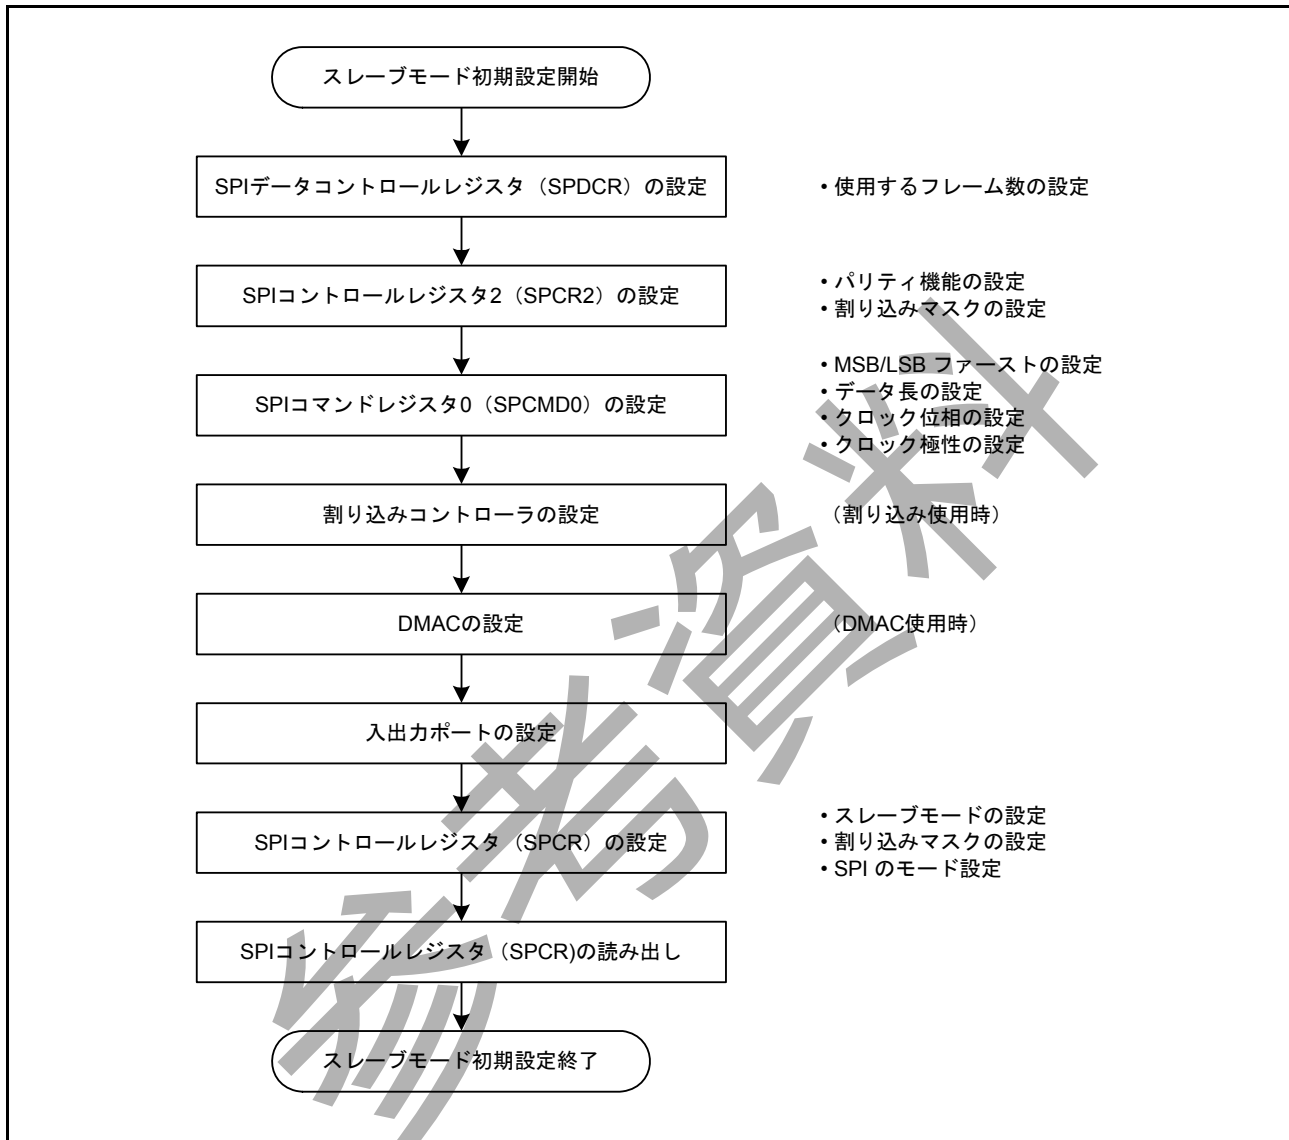 スレーブモード初期設定開始
SPIデータコントロールレジスタ（SPDCR）の設定
• 使用するフレーム数の設定
SPIコントロールレジスタ2（SPCR2）の設定
• パリティ機能の設定
• 割り込みマスクの設定
SPIコマンドレジスタ0（SPCMD0）の設定
• MSB/LSB ファーストの設定
• データ長の設定
• クロック位相の設定
• クロック極性の設定
割り込みコントローラの設定
（割り込み使用時）
DMACの設定
（DMAC使用時）
入出力ポートの設定
SPIコントロールレジスタ（SPCR）の設定
• スレーブモードの設定
• 割り込みマスクの設定
• SPI のモード設定
SPIコントロールレジスタ（SPCR)の読み出し
スレーブモード初期設定終了
参考資料